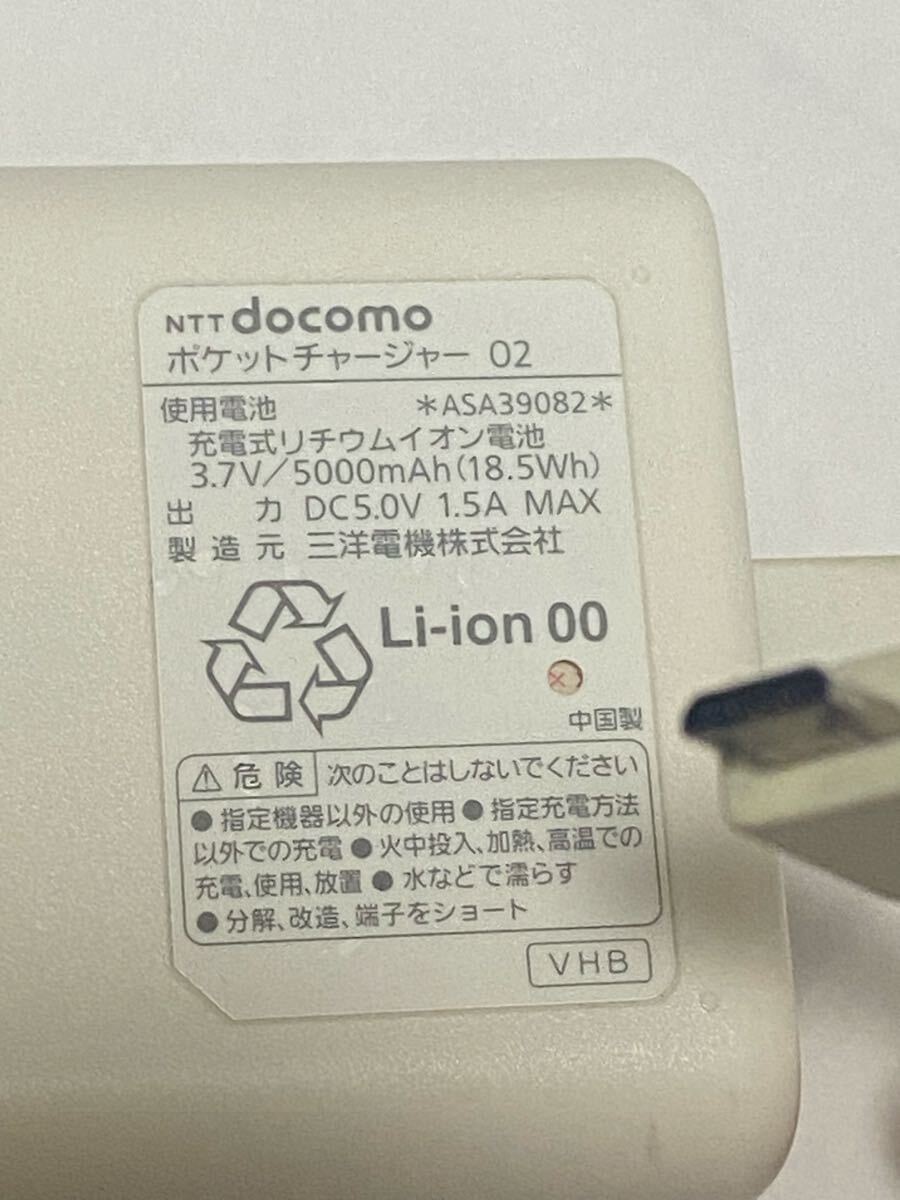 NTT docomo
ポケットチャージャー 02
使用電池 *ASA39082*
充電式リチウムイオン電池
3.7V/5000mAh(18.5Wh)
出力 DC5.0V 1.5A MAX
製造元 三洋電機株式会社
Li-ion 00
中国製
危険 次のことはしないでください
●指定機器以外の使用●指定充電方法
以外での充電●火中投入、加熱、高温での
充電、使用、放置●水などで濡らす
●分解、改造、端子をショート
VHB